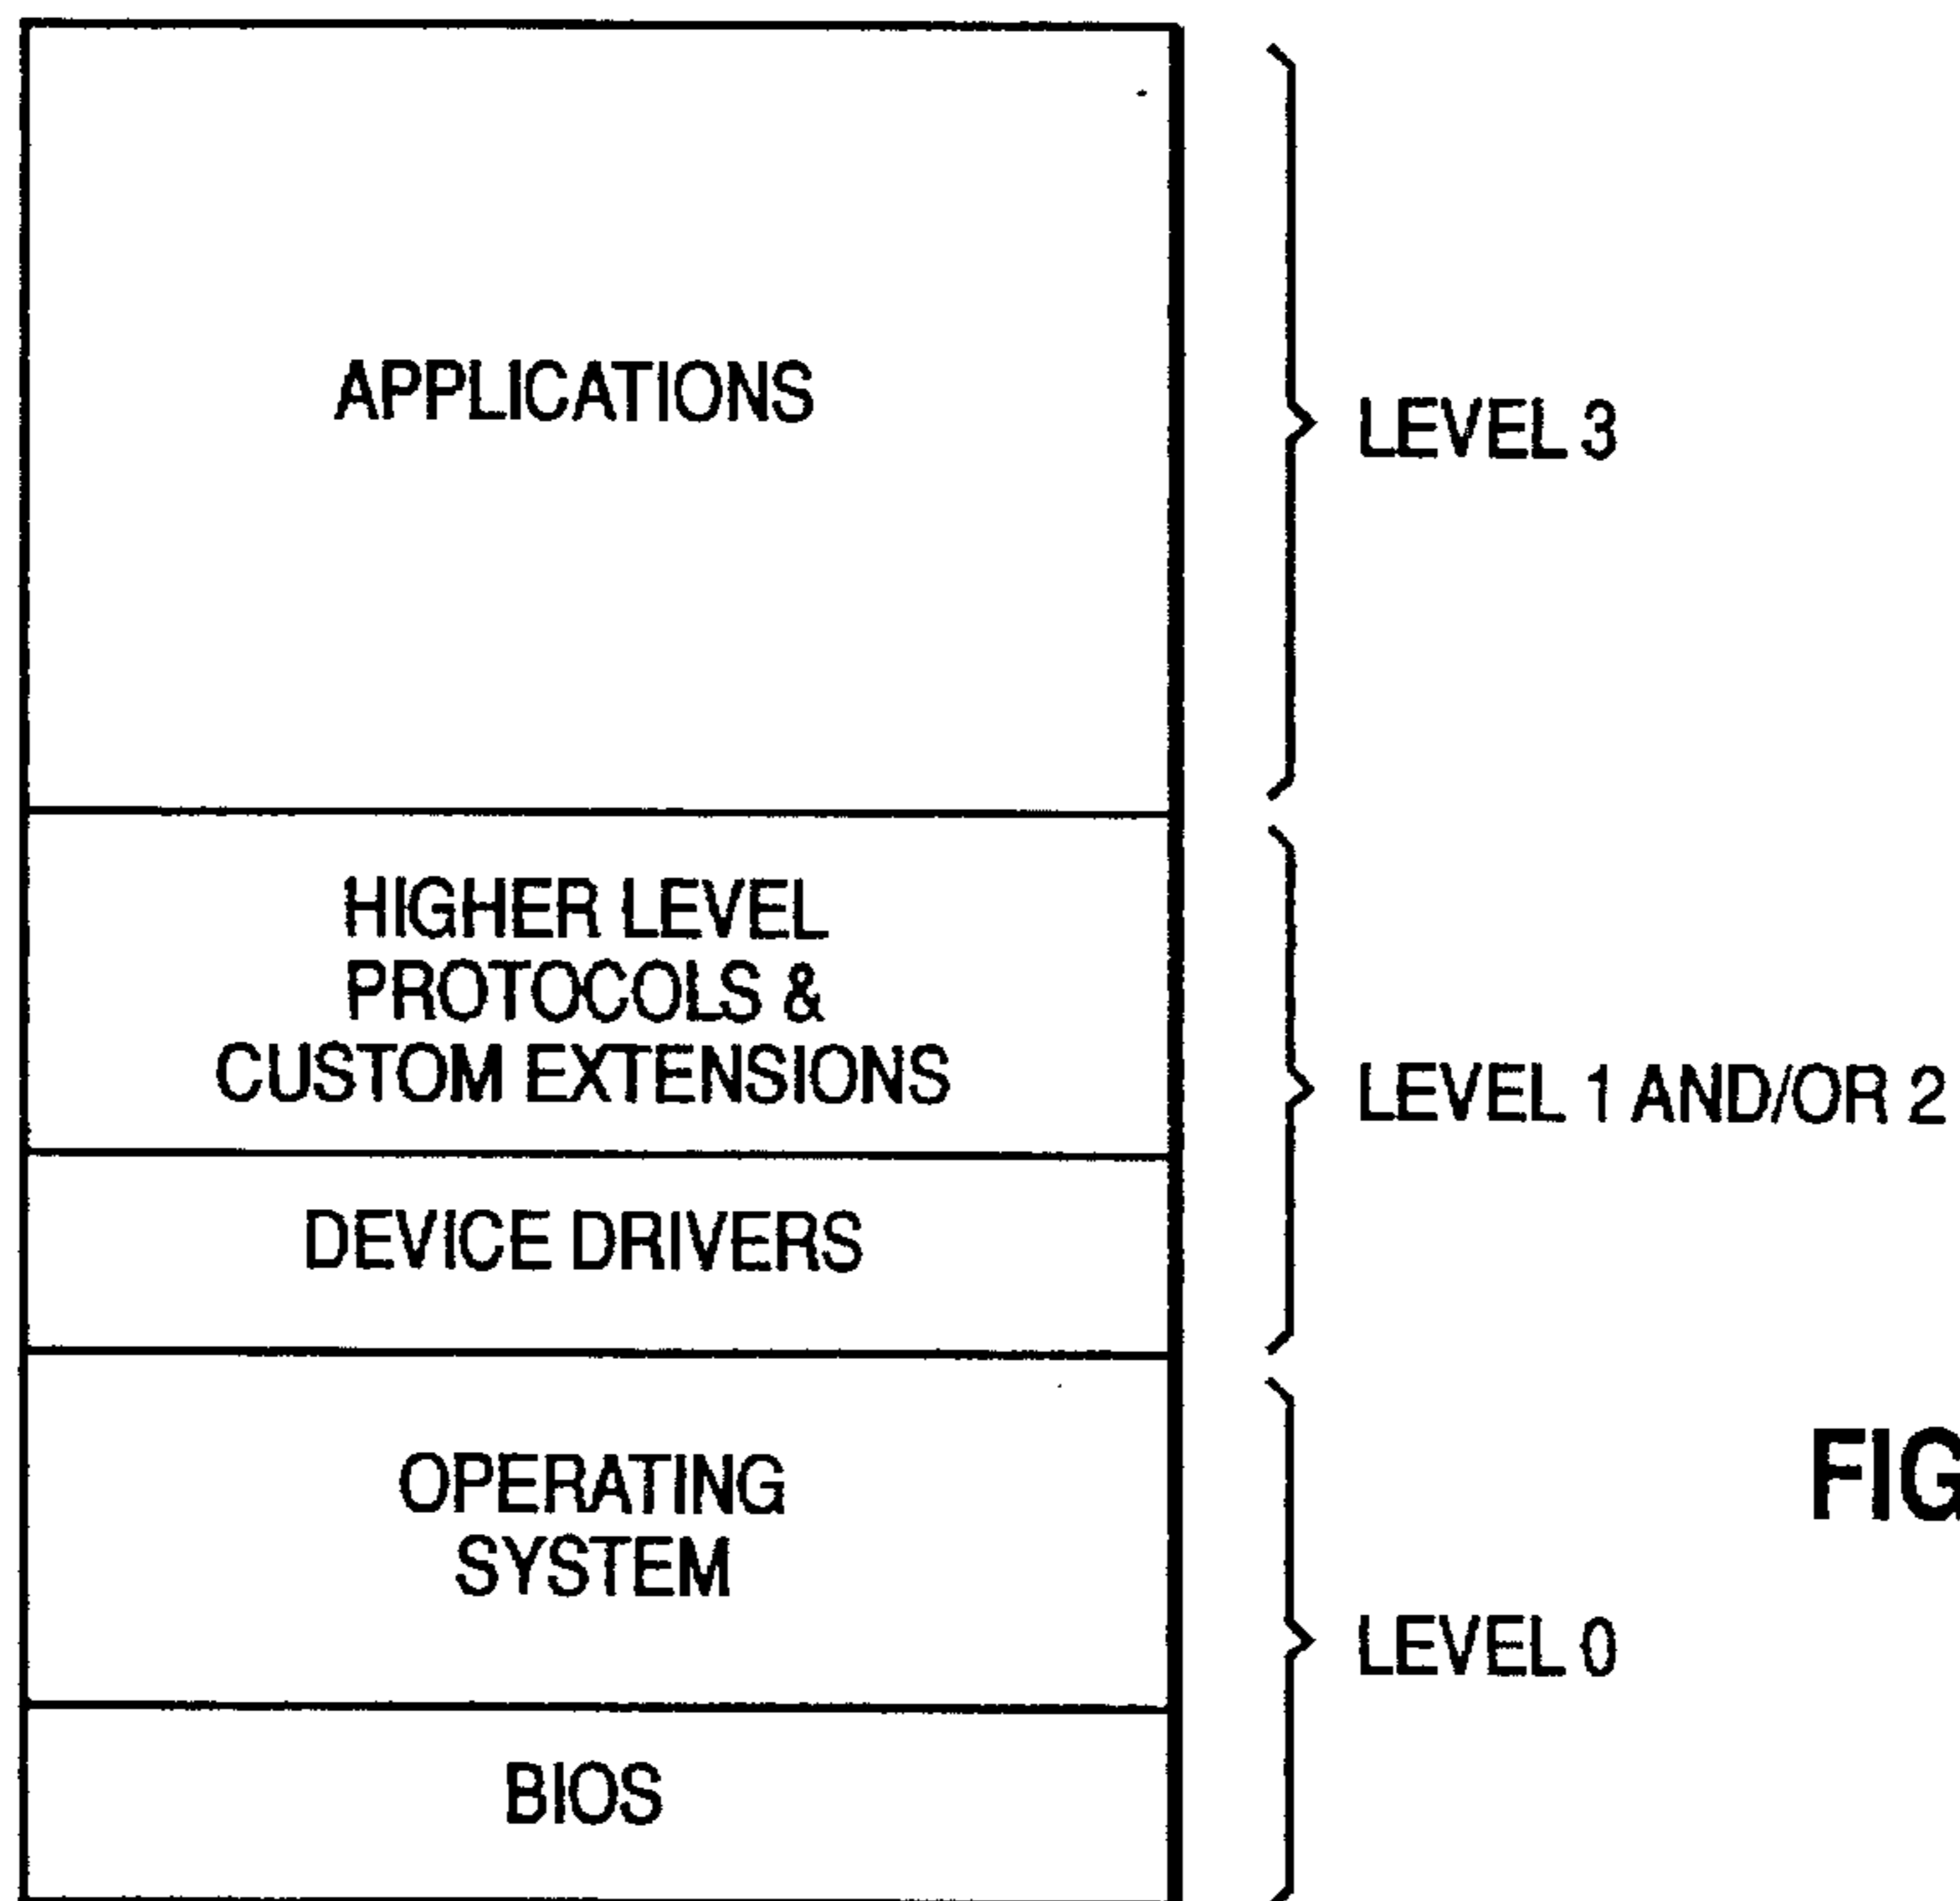 APPLICATIONS
LEVEL 3
HIGHER LEVEL
PROTOCOLS &
CUSTOM EXTENSIONS
LEVEL 1 AND/OR 2
DEVICE DRIVERS
OPERATING
SYSTEM
FIG
LEVEL 0
BIOS